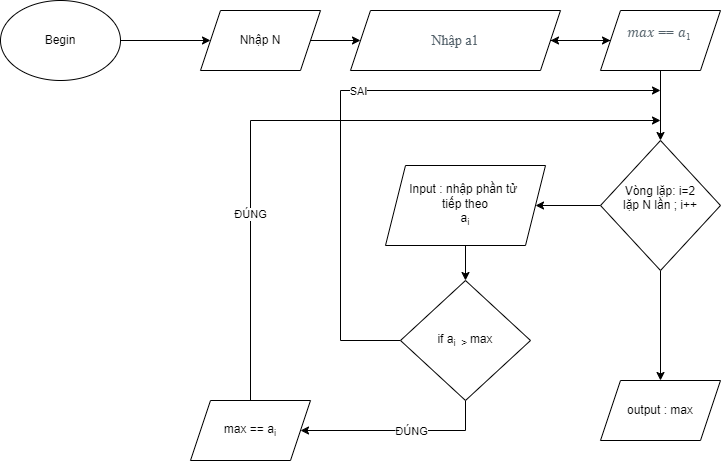 Begin
Nhập N
Nhập a1
max == a1
SAI
Vòng lặp: i=2
lặp N lần ; i++
Input : nhập phần tử
tiếp theo
ai
ĐÚNG
if ai > max
output : max
max == ai
ĐÚNG